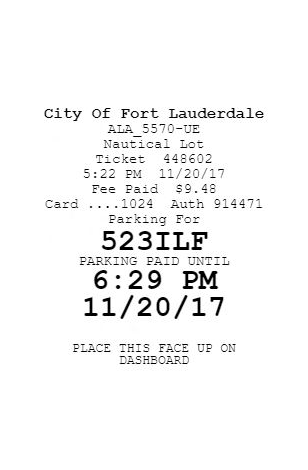 City Of Fort Lauderdale
ALA_5570-UE
Nautical Lot
Ticket 448602
5:22 PM 11/20/17
Fee Paid $9.48
Card ....1024 Auth 914471
Parking For
523ILF
PARKING PAID UNTIL
6:29 PM
11/20/17
PLACE THIS FACE UP ON
DASHBOARD